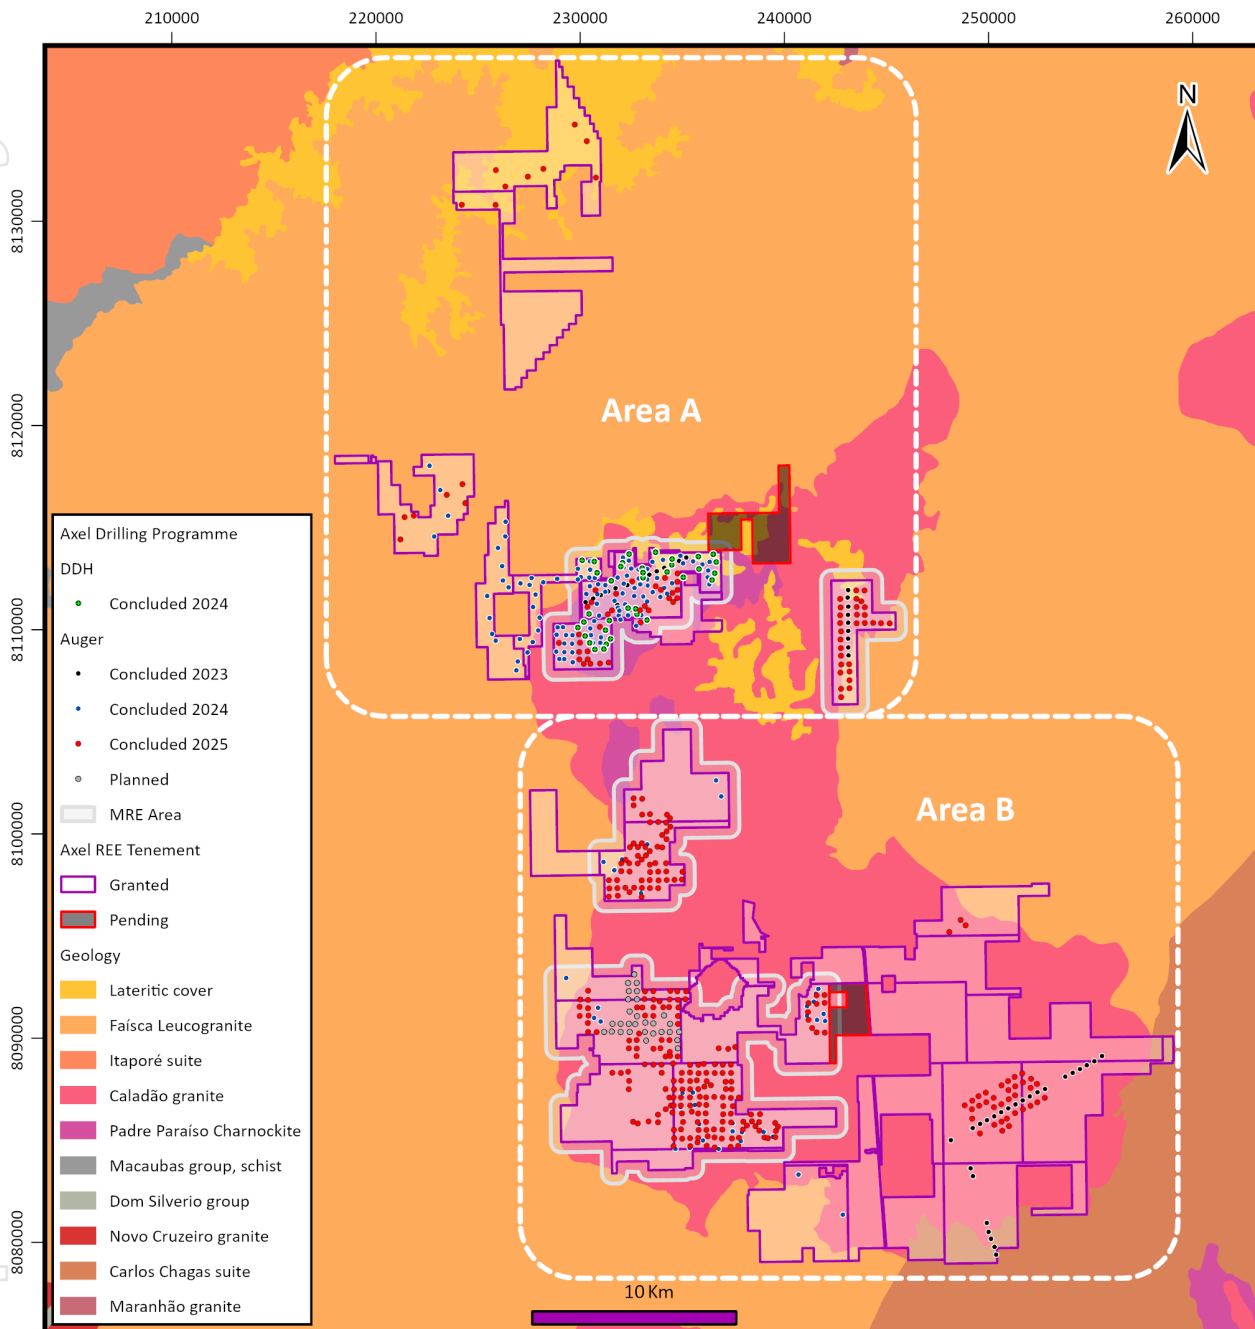 210000
220000
230000
240000
250000
260000
N
8130000
8120000
8110000
8100000
8090000
8080000
Area A
Area B
Axel Drilling Programme
DDH
Concluded 2024
Auger
Concluded 2023
Concluded 2024
Concluded 2025
Planned
MRE Area
Axel REE Tenement
Granted
Pending
Geology
Lateritic cover
Faísca Leucogranite
Itaporé suite
Caladão granite
Padre Paraíso Charnockite
Macaubas group, schist
Dom Silverio group
Novo Cruzeiro granite
Carlos Chagas suite
Maranhão granite
10 Km